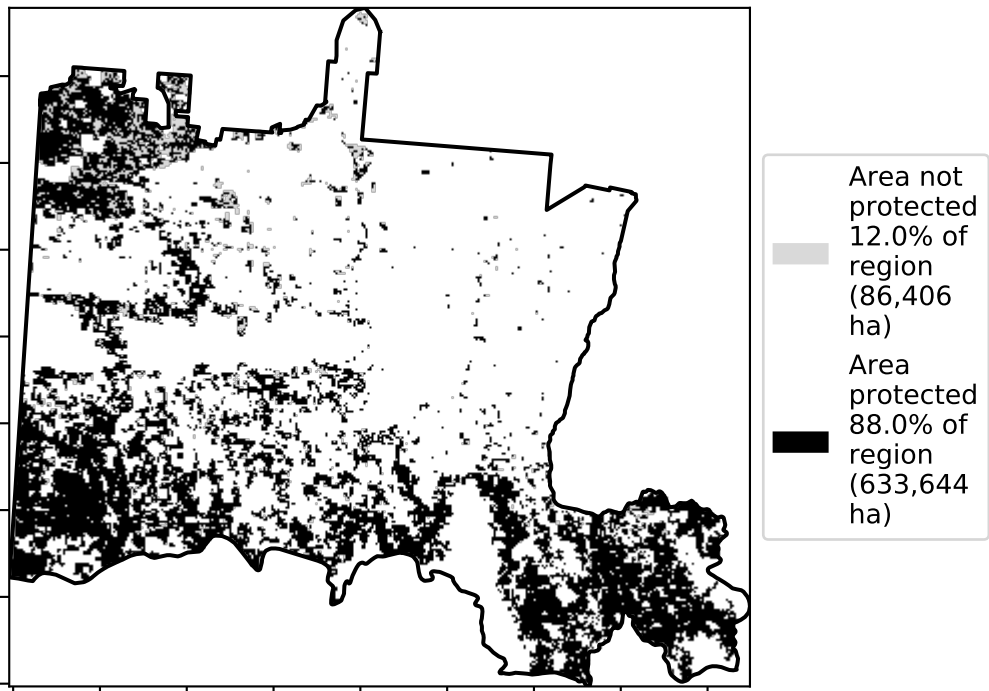 Area not
protected
12.0% of
region
(86,406
ha)
Area
protected
88.0% of
region
(633,644
ha)